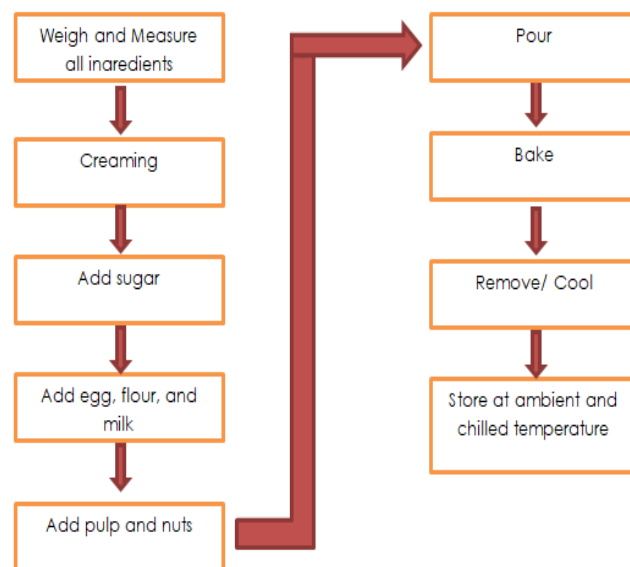 Weigh and Measure
all inaredients
Creaming
Add sugar
Add egg, flour, and
milk
Add pulp and nuts
Pour
Bake
Remove/ Cool
Store at ambient and
chilled temperature